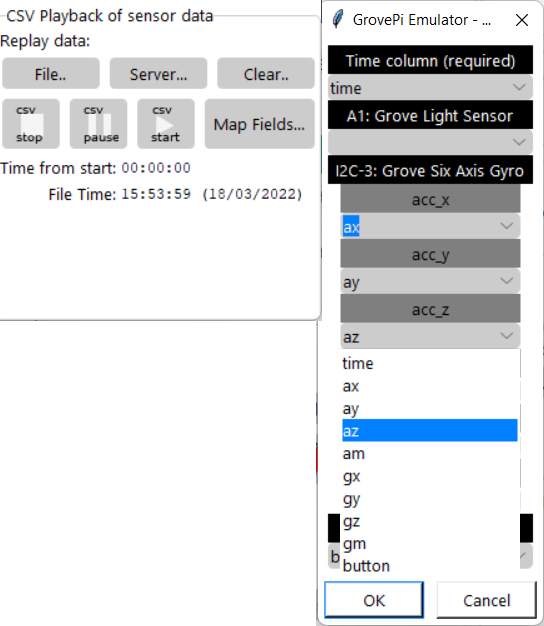 CSV Playback of sensor data
Replay data:
File..
Server...
Clear..
csv
stop
csv
pause
csv
start
Map Fields...
Time from start: 00:00:00
File Time: 15:53:59 (18/03/2022)
GrovePi Emulator - ...
Time column (required)
time
A1: Grove Light Sensor
I2C-3: Grove Six Axis Gyro
acc_x
ax
acc_y
ay
acc_z
az
time
ax
ay
az
am
gx
gy
gz
gm
button
OK
Cancel